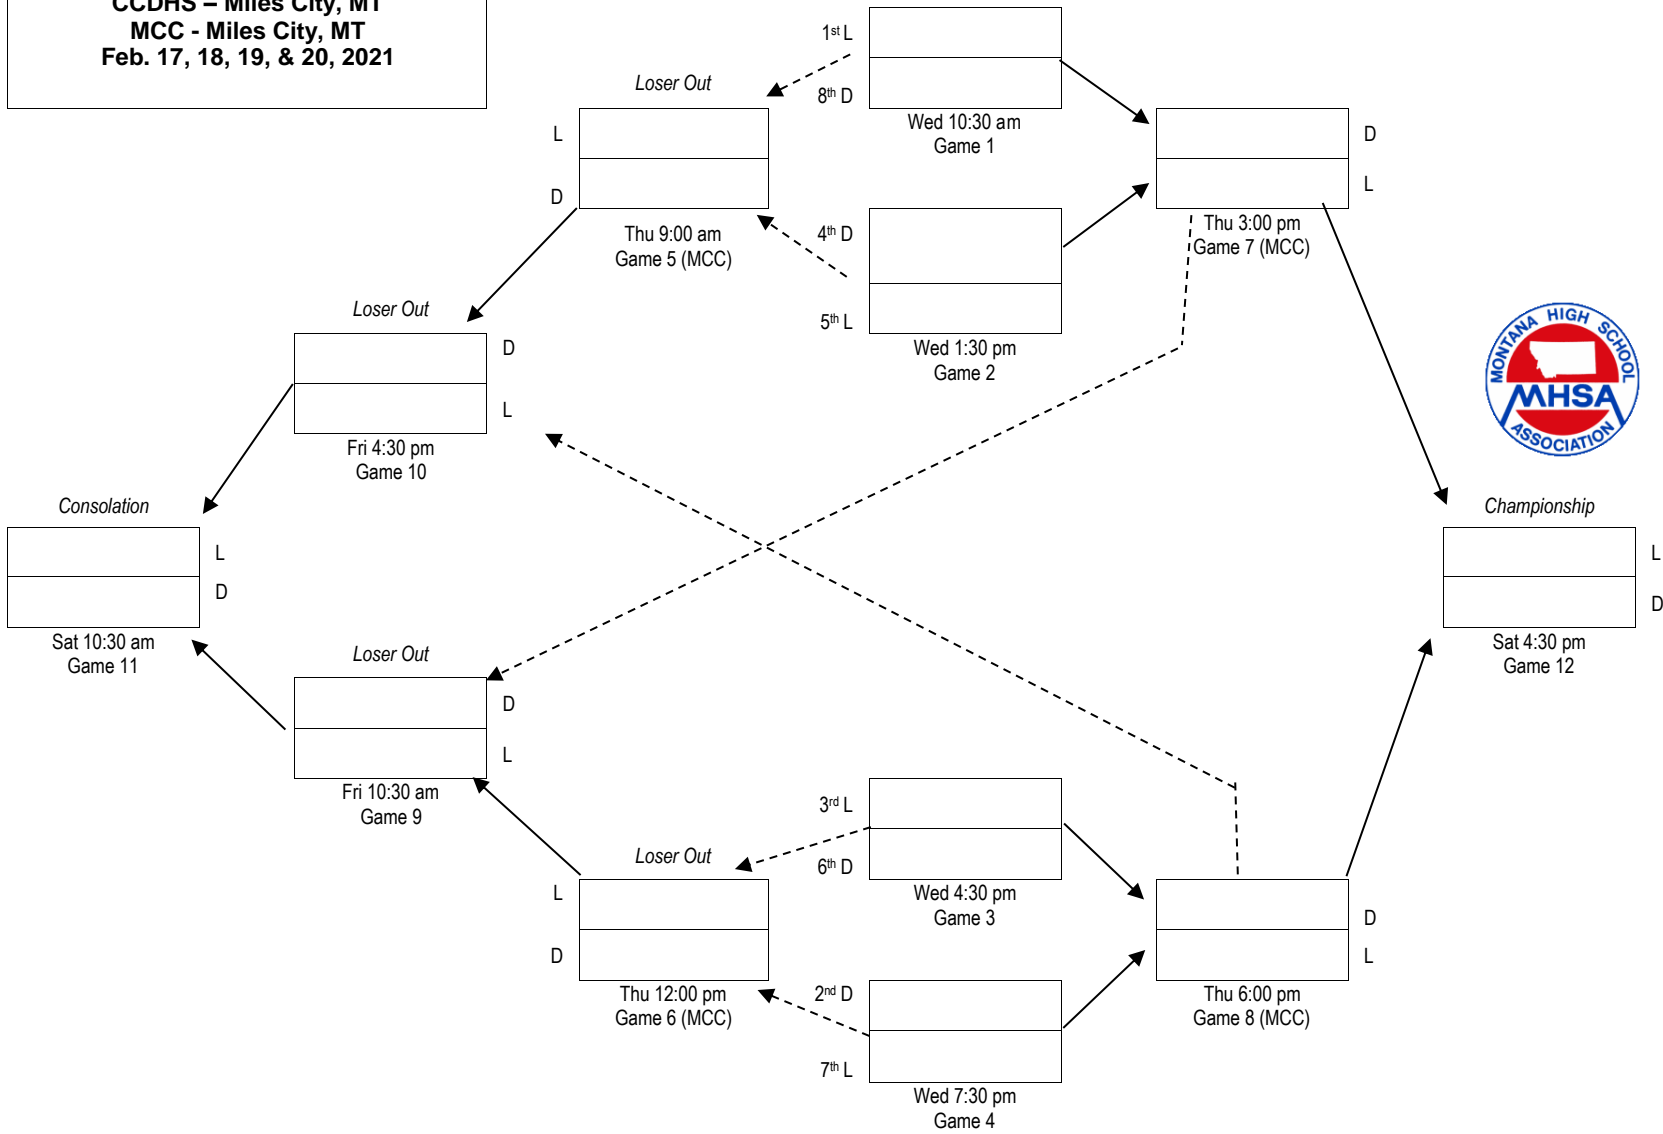 CCDHS – Miles City, MT
MCC - Miles City, MT
Feb. 17, 18, 19, & 20, 2021
1st L
8th D
Wed 10:30 am
Game 1
Loser Out
L
D
Thu 9:00 am
Game 5 (MCC)
D
L
Thu 3:00 pm
Game 7 (MCC)
4th D
5th L
Wed 1:30 pm
Game 2
Loser Out
D
L
Fri 4:30 pm
Game 10
MONTANA HIGH SCHOOL
MHSA
ASSOCIATION
Consolation
L
D
Sat 10:30 am
Game 11
Championship
L
D
Sat 4:30 pm
Game 12
Loser Out
D
L
Fri 10:30 am
Game 9
3rd L
6th D
Wed 4:30 pm
Game 3
Loser Out
L
D
Thu 12:00 pm
Game 6 (MCC)
D
L
Thu 6:00 pm
Game 8 (MCC)
2nd D
7th L
Wed 7:30 pm
Game 4